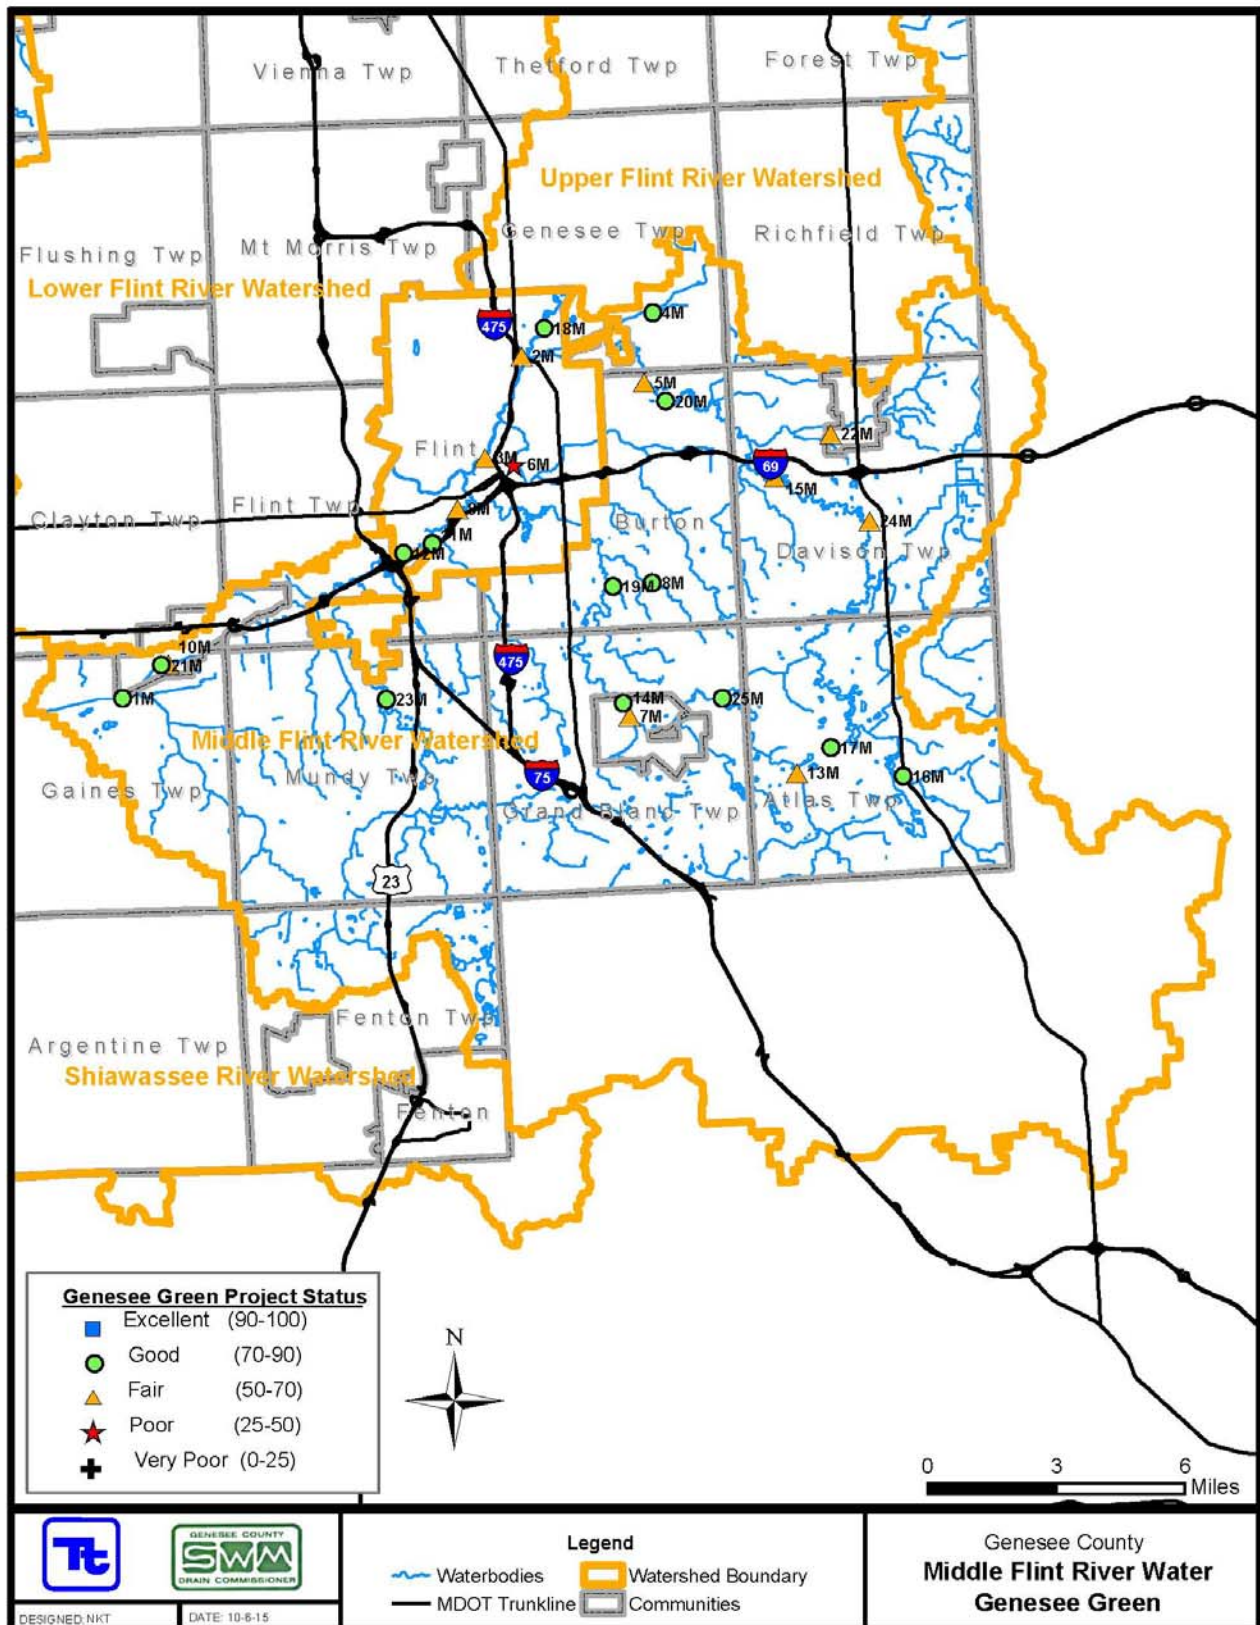 Vienna Twp
Thetford Twp
Forest Twp
Upper Flint River Watershed
Flushing Twp
Mt Morris Twp
Genesee Twp
Richfield Twp
Lower Flint River Watershed
475
18M
4M
2M
5M
20M
22M
Flint
3M
6M
69
15M
Clayton Twp
Flint Twp
9M
Burton
24M
Davison Twp
12M
19M
8M
10M
21M
475
1M
23M
14M
25M
7M
Middle Flint River Watershed
17M
Gaines Twp
Mundy Twp
75
13M
16M
Grand Blanc Twp
Atlas Twp
23
Fenton Twp
Argentine Twp
Shiawassee River Watershed
Fenton
Genesee Green Project Status
Excellent (90-100)
Good (70-90)
Fair (50-70)
Poor (25-50)
Very Poor (0-25)
N
0 3 6
Miles
Tt
GENESEE COUNTY
SWM
DRAIN COMMISSIONER
DESIGNED: NKT
DATE: 10-6-15
Legend
Waterbodies
Watershed Boundary
MDOT Trunkline
Communities
Genesee County
Middle Flint River Water
Genesee Green